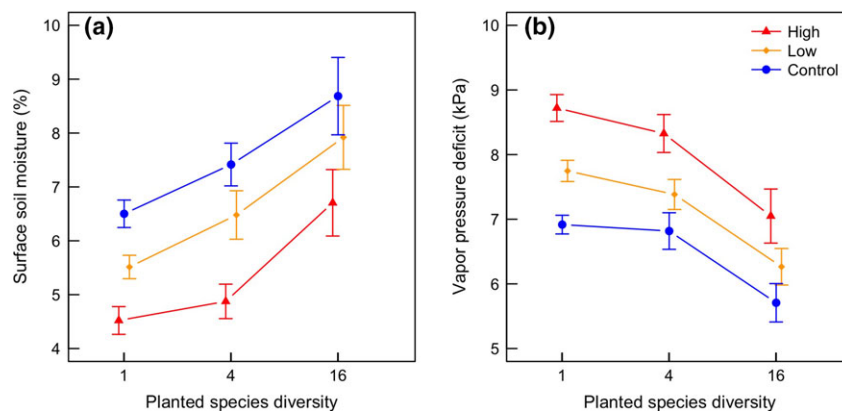 (a)
Surface soil moisture (%)
10
9
8
7
6
5
4
1 4 16
Planted species diversity
(b)
High
Low
Control
Vapor pressure deficit (kPa)
10
9
8
7
6
5
1 4 16
Planted species diversity